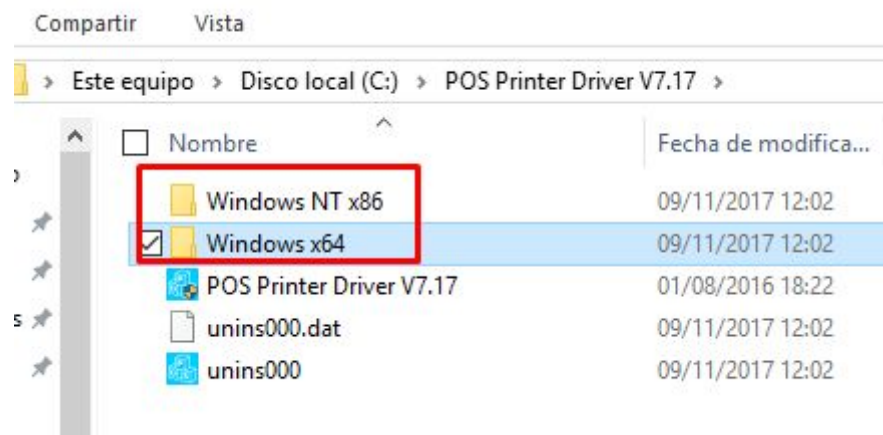 Compartir Vista
Este equipo > Disco local (C:) > POS Printer Driver V7.17 >
Nombre Fecha de modifica...
Windows NT x86 09/11/2017 12:02
Windows x64 09/11/2017 12:02
POS Printer Driver V7.17 01/08/2016 18:22
unins000.dat 09/11/2017 12:02
s
unins000 09/11/2017 12:02